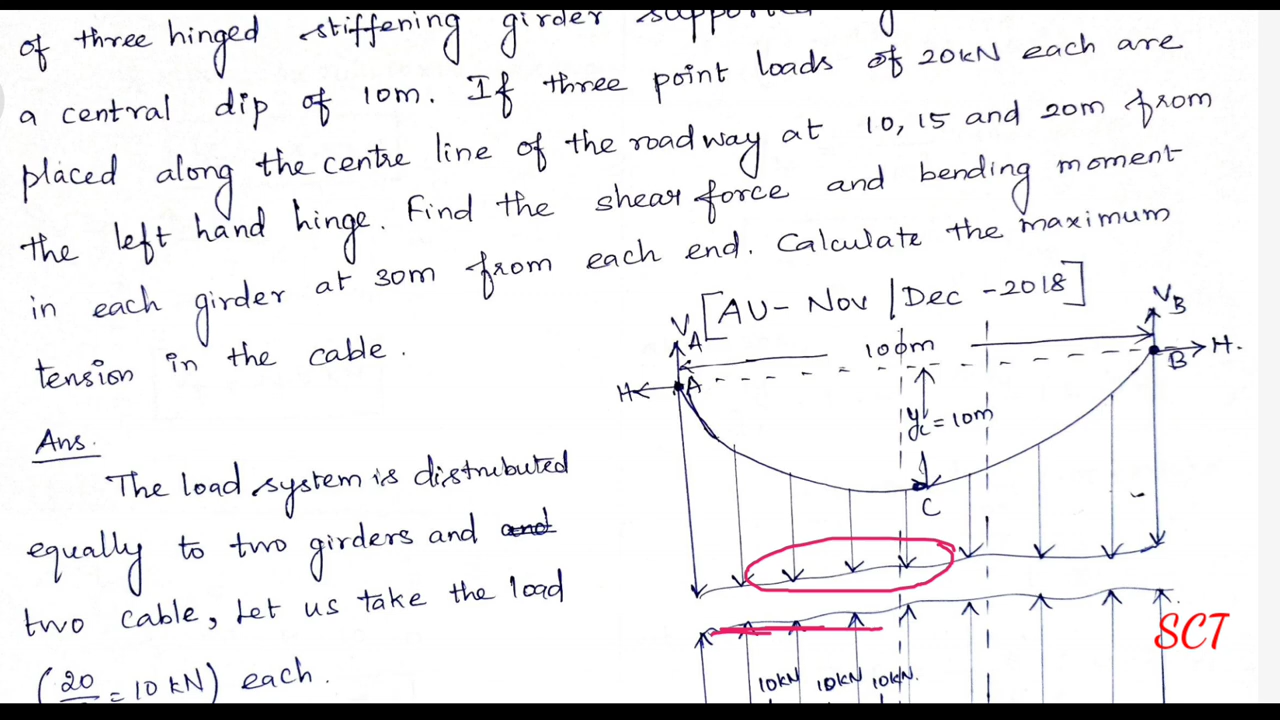 of three hinged stiffening girder supported
a central dip of 10m. If three point loads of 20kN each are
placed along the centre line of the roadway at 10, 15 and 20m from
the left hand hinge. Find the shear force and bending moment
in each girder at 30m from each end. Calculate the maximum
tension in the cable.
[AU - Nov / Dec - 2018]
VA
VB
100m
H
A
B
H.
yc = 10m
C
Ans.
The load system is distributed
equally to two girders and and
two cable, Let us take the load
(20 = 10 kN) each.
10kN 10kN 10kN.
SCT